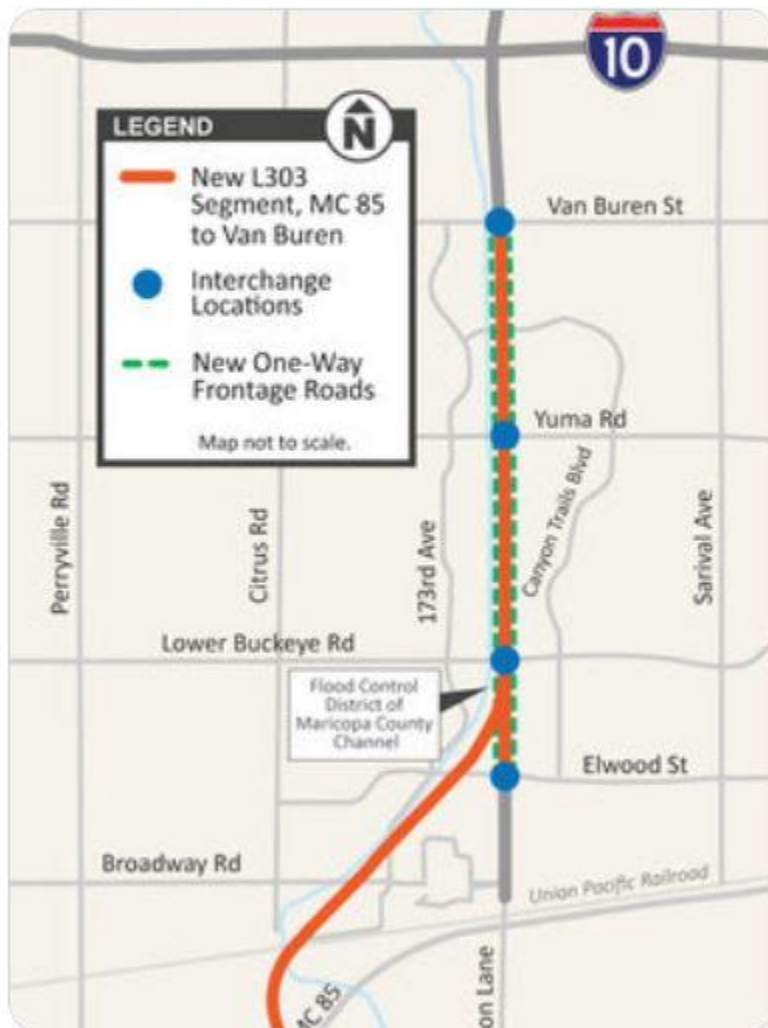 10
LEGEND
N
New L303
Segment, MC 85
to Van Buren
Interchange
Locations
New One-Way
Frontage Roads
Map not to scale.
Van Buren St
Yuma Rd
Canyon Trails Blvd
Perryville Rd
Citrus Rd
173rd Ave
Sarival Ave
Lower Buckeye Rd
Flood Control
District of
Maricopa County
Channel
Elwood St
Broadway Rd
Union Pacific Railroad
MC 85
on Lane